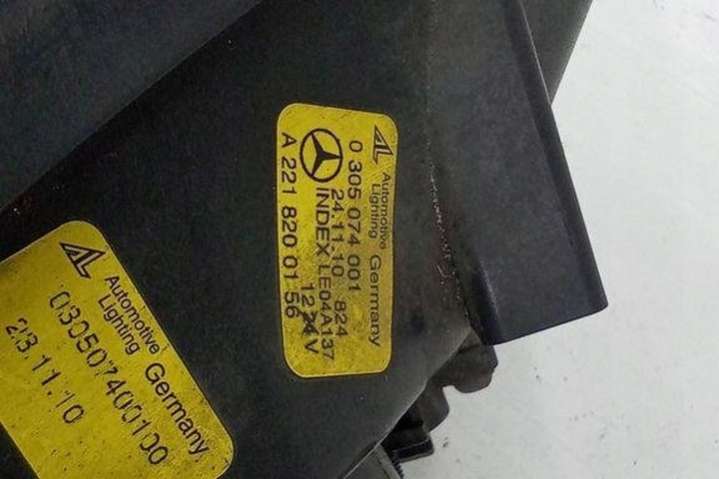 AL Automotive Lighting Germany
0 305 074 001
24.11.10 824
INDEX LE04A137
12 24V
A 221 820 01 56
AL Automotive Lighting Germany
030507400100
23.11.10